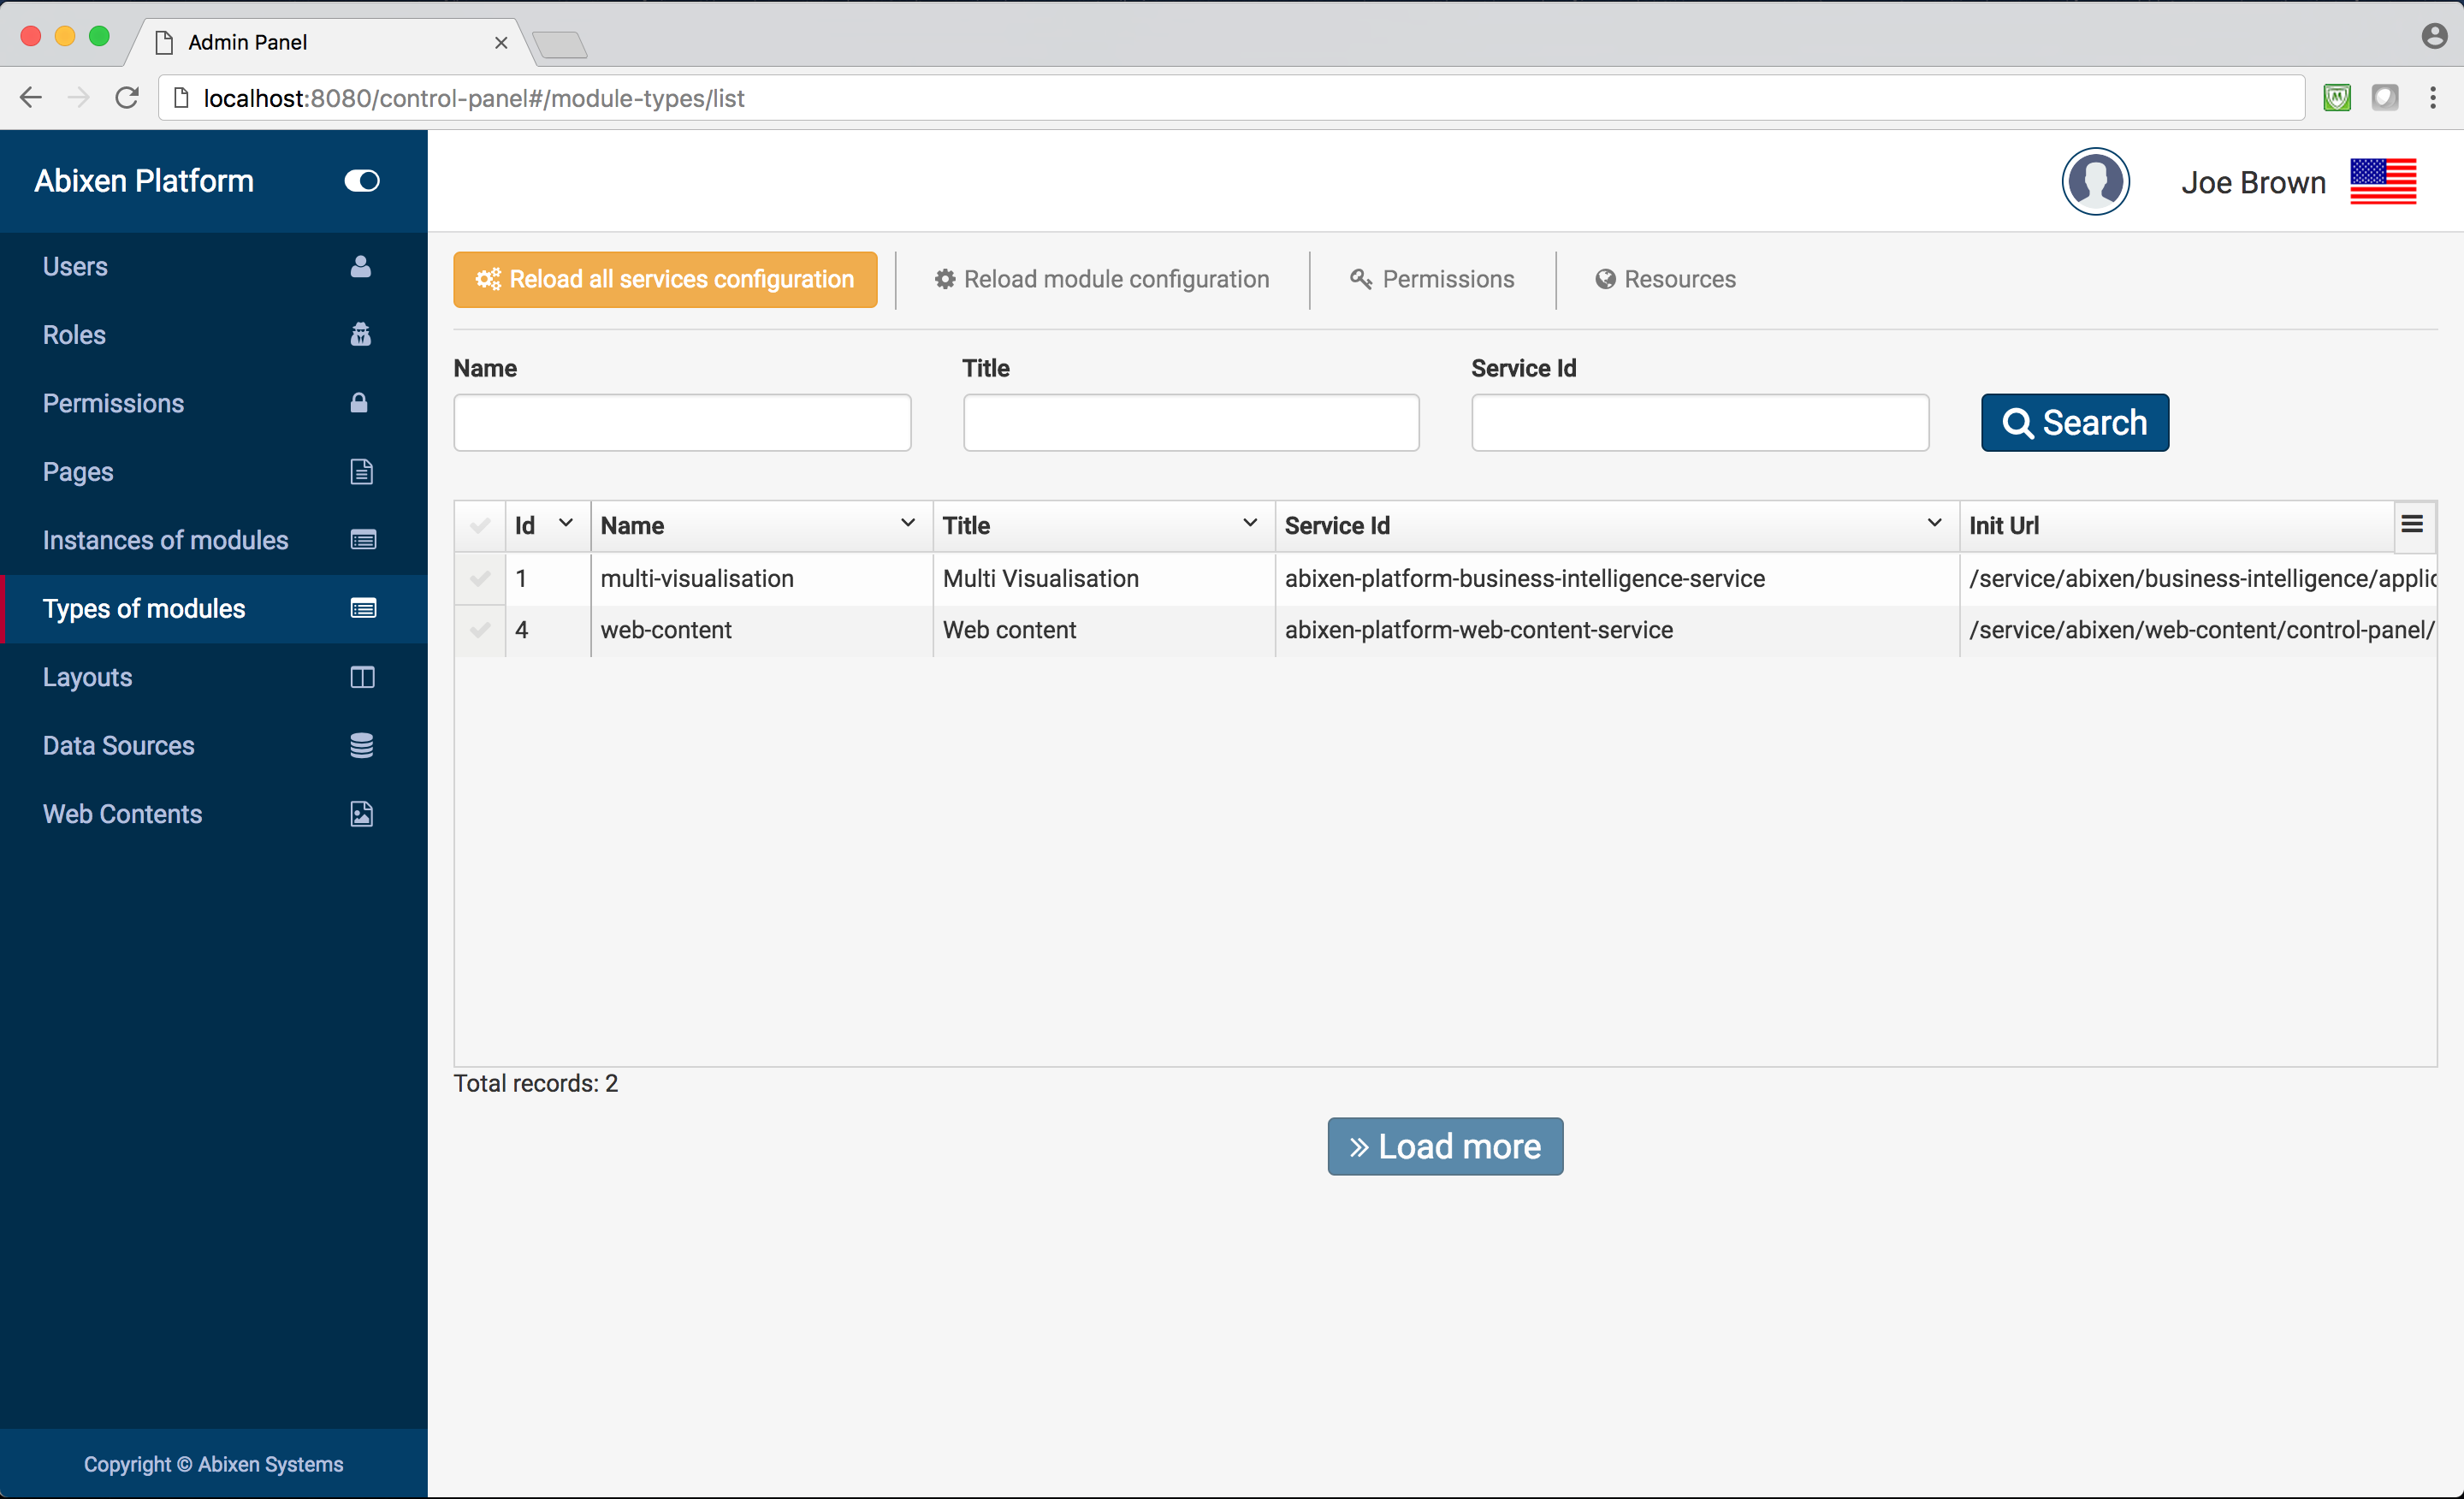 Admin Panel
localhost:8080/control-panel#/module-types/list
Abixen Platform
Joe Brown
Users
Roles
Permissions
Pages
Instances of modules
Types of modules
Layouts
Data Sources
Web Contents
Copyright © Abixen Systems
Reload all services configuration
Reload module configuration
Permissions
Resources
Name Title Service Id
Search
Id Name Title Service Id Init Url
1 multi-visualisation Multi Visualisation abixen-platform-business-intelligence-service /service/abixen/business-intelligence/applic
4 web-content Web content abixen-platform-web-content-service /service/abixen/web-content/control-panel/
Total records: 2
Load more